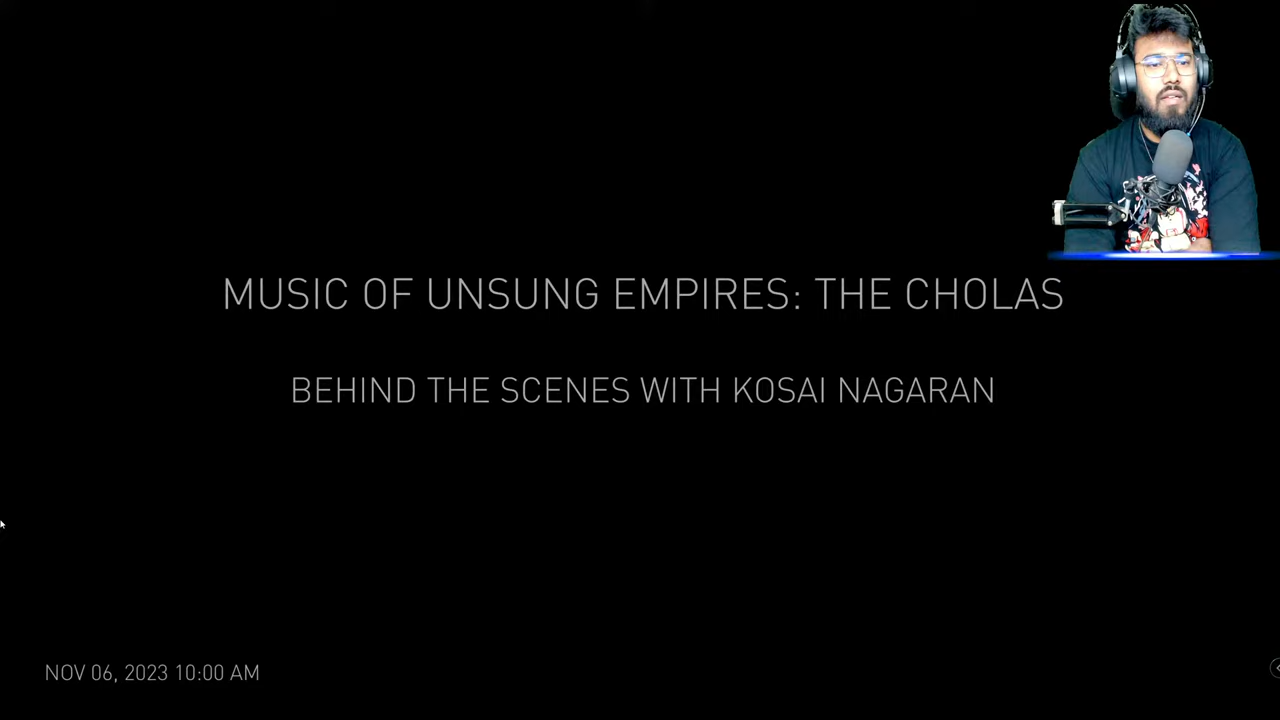 MUSIC OF UNSUNG EMPIRES: THE CHOLAS
BEHIND THE SCENES WITH KOSAI NAGARAN
NOV 06, 2023 10:00 AM